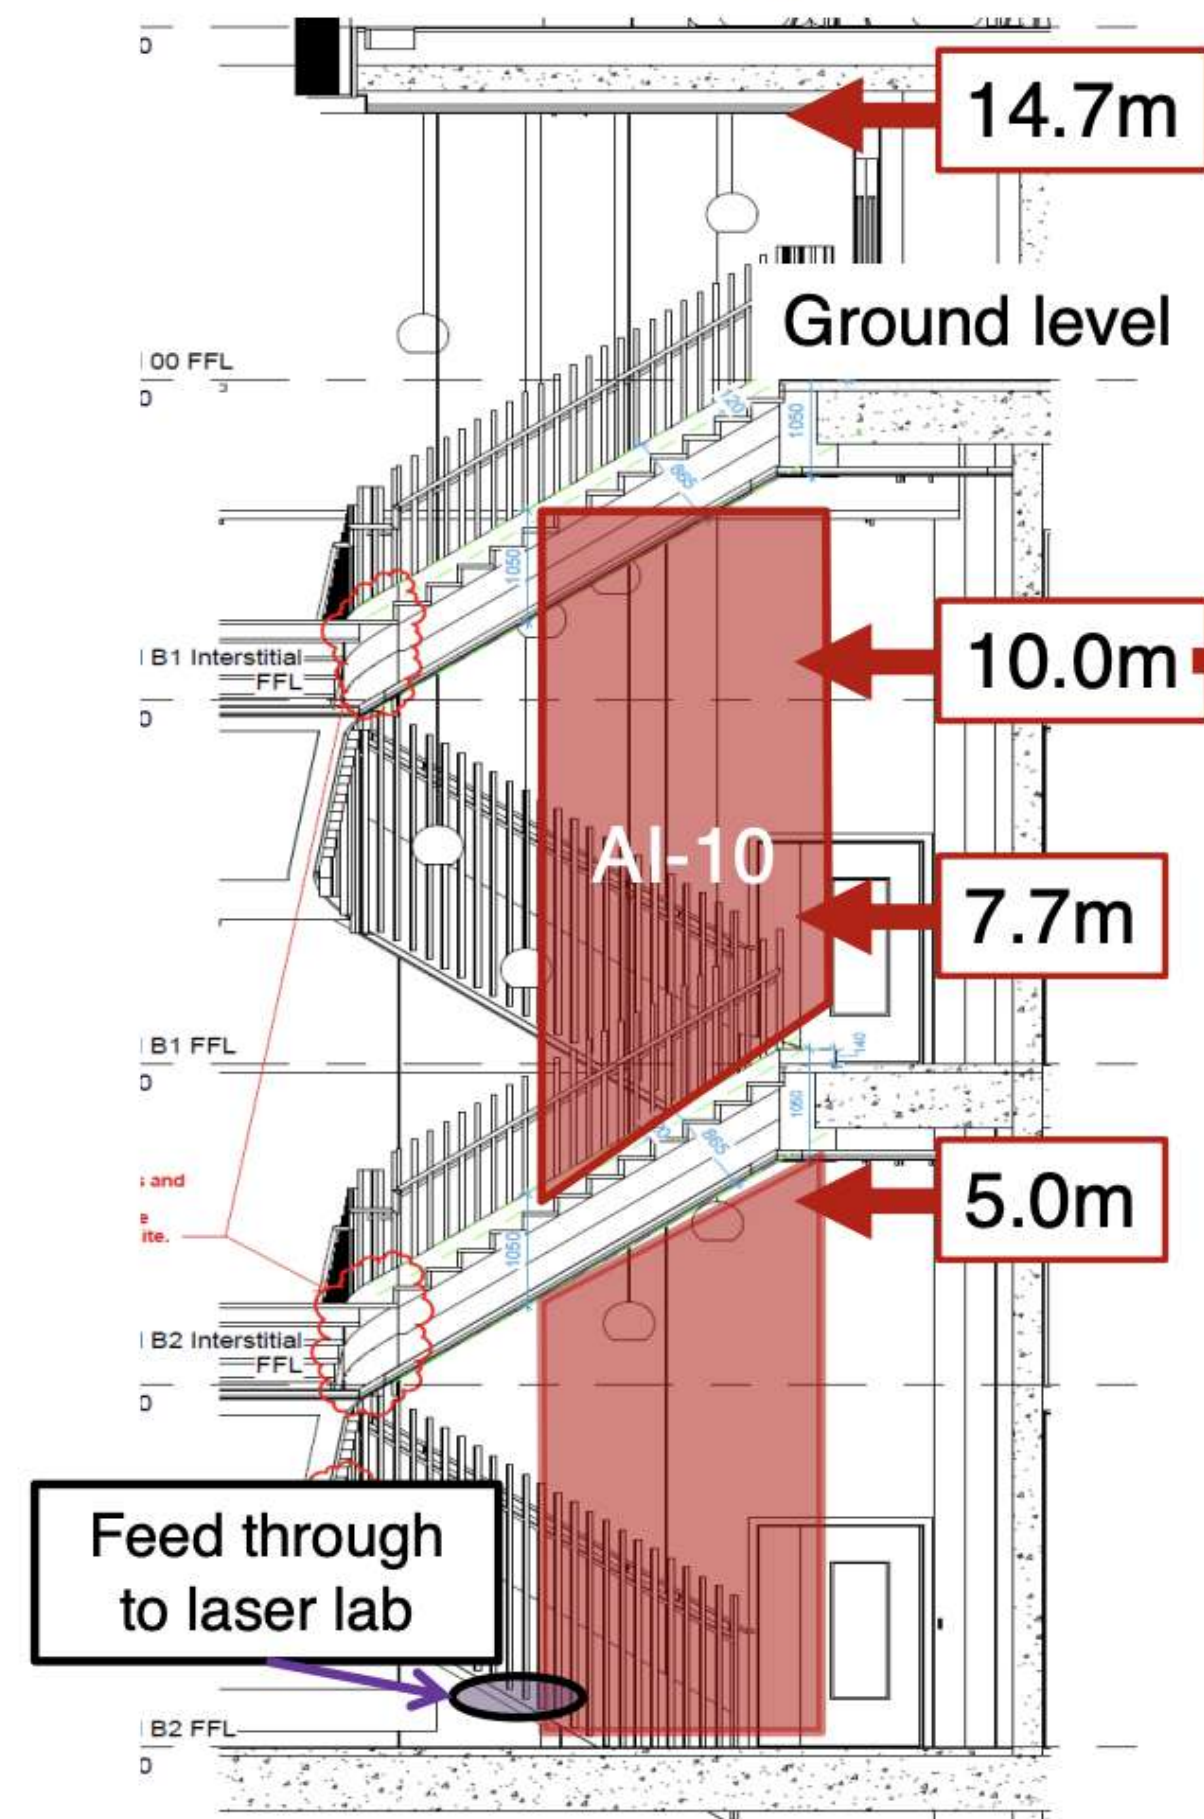 14.7m
Ground level
00 FFL
120
1050
865
1050
B1 Interstitial
FFL
10.0m
AI-10
7.7m
B1 FFL
140
1050
865
s and
e
ite.
5.0m
1050
B2 Interstitial
FFL
Feed through
to laser lab
B2 FFL